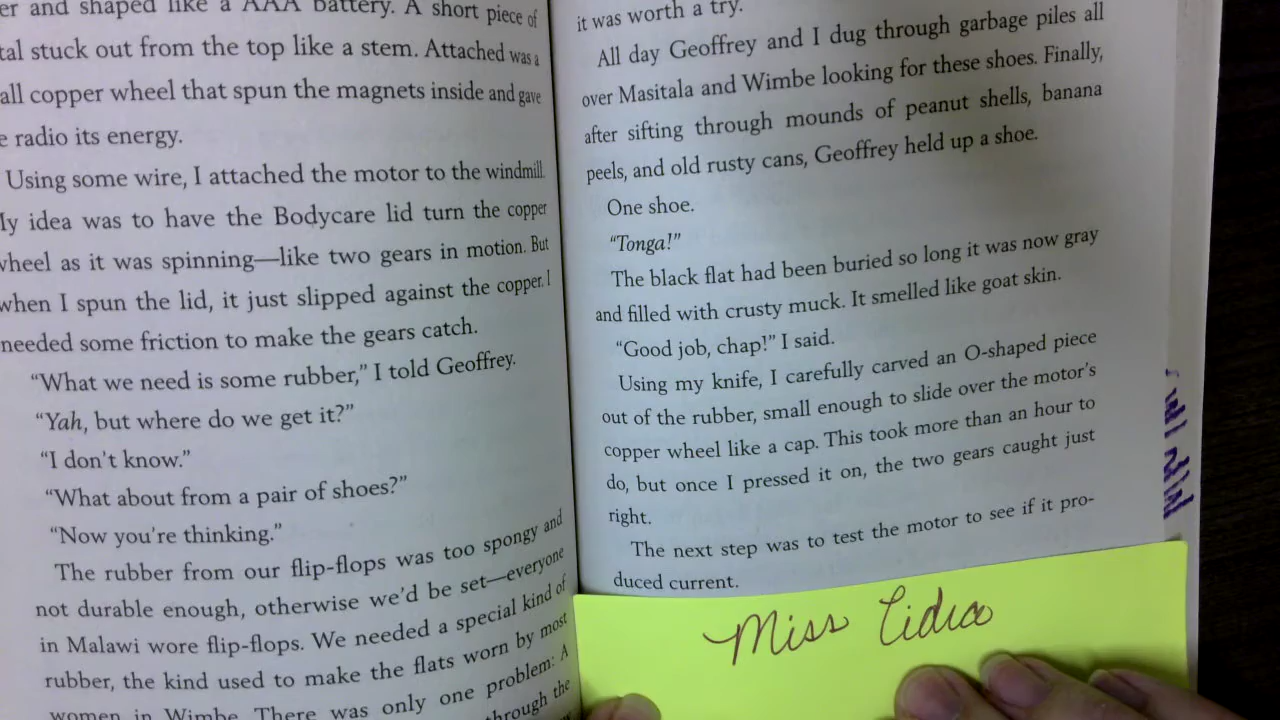 er and shaped like a AAA battery. A short piece of
tal stuck out from the top like a stem. Attached was a
all copper wheel that spun the magnets inside and gave
e radio its energy.
Using some wire, I attached the motor to the windmill.
My idea was to have the Bodycare lid turn the copper
wheel as it was spinning—like two gears in motion. But
when I spun the lid, it just slipped against the copper. I
needed some friction to make the gears catch.
“What we need is some rubber,” I told Geoffrey.
“Yah, but where do we get it?”
“I don’t know.”
“What about from a pair of shoes?”
“Now you’re thinking.”
The rubber from our flip-flops was too spongy and
not durable enough, otherwise we’d be set—everyone
in Malawi wore flip-flops. We needed a special kind of
rubber, the kind used to make the flats worn by most
women in Wimbe. There was only one problem: A
through the
it was worth a try.
All day Geoffrey and I dug through garbage piles all
over Masitala and Wimbe looking for these shoes. Finally,
after sifting through mounds of peanut shells, banana
peels, and old rusty cans, Geoffrey held up a shoe.
One shoe.
“Tonga!”
The black flat had been buried so long it was now gray
and filled with crusty muck. It smelled like goat skin.
“Good job, chap!” I said.
Using my knife, I carefully carved an O-shaped piece
out of the rubber, small enough to slide over the motor’s
copper wheel like a cap. This took more than an hour to
do, but once I pressed it on, the two gears caught just
right.
The next step was to test the motor to see if it pro-
duced current.
Miss Lidia